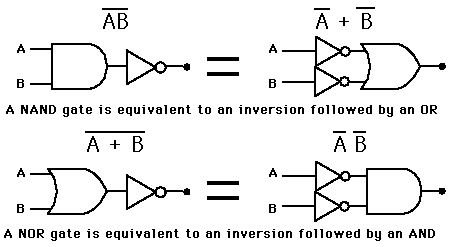 A̅B̅ A̅ + B̅
A A
B B
A NAND gate is equivalent to an inversion followed by an OR
A̅ ̅+̅ ̅B̅ A̅ B̅
A A
B B
A NOR gate is equivalent to an inversion followed by an AND